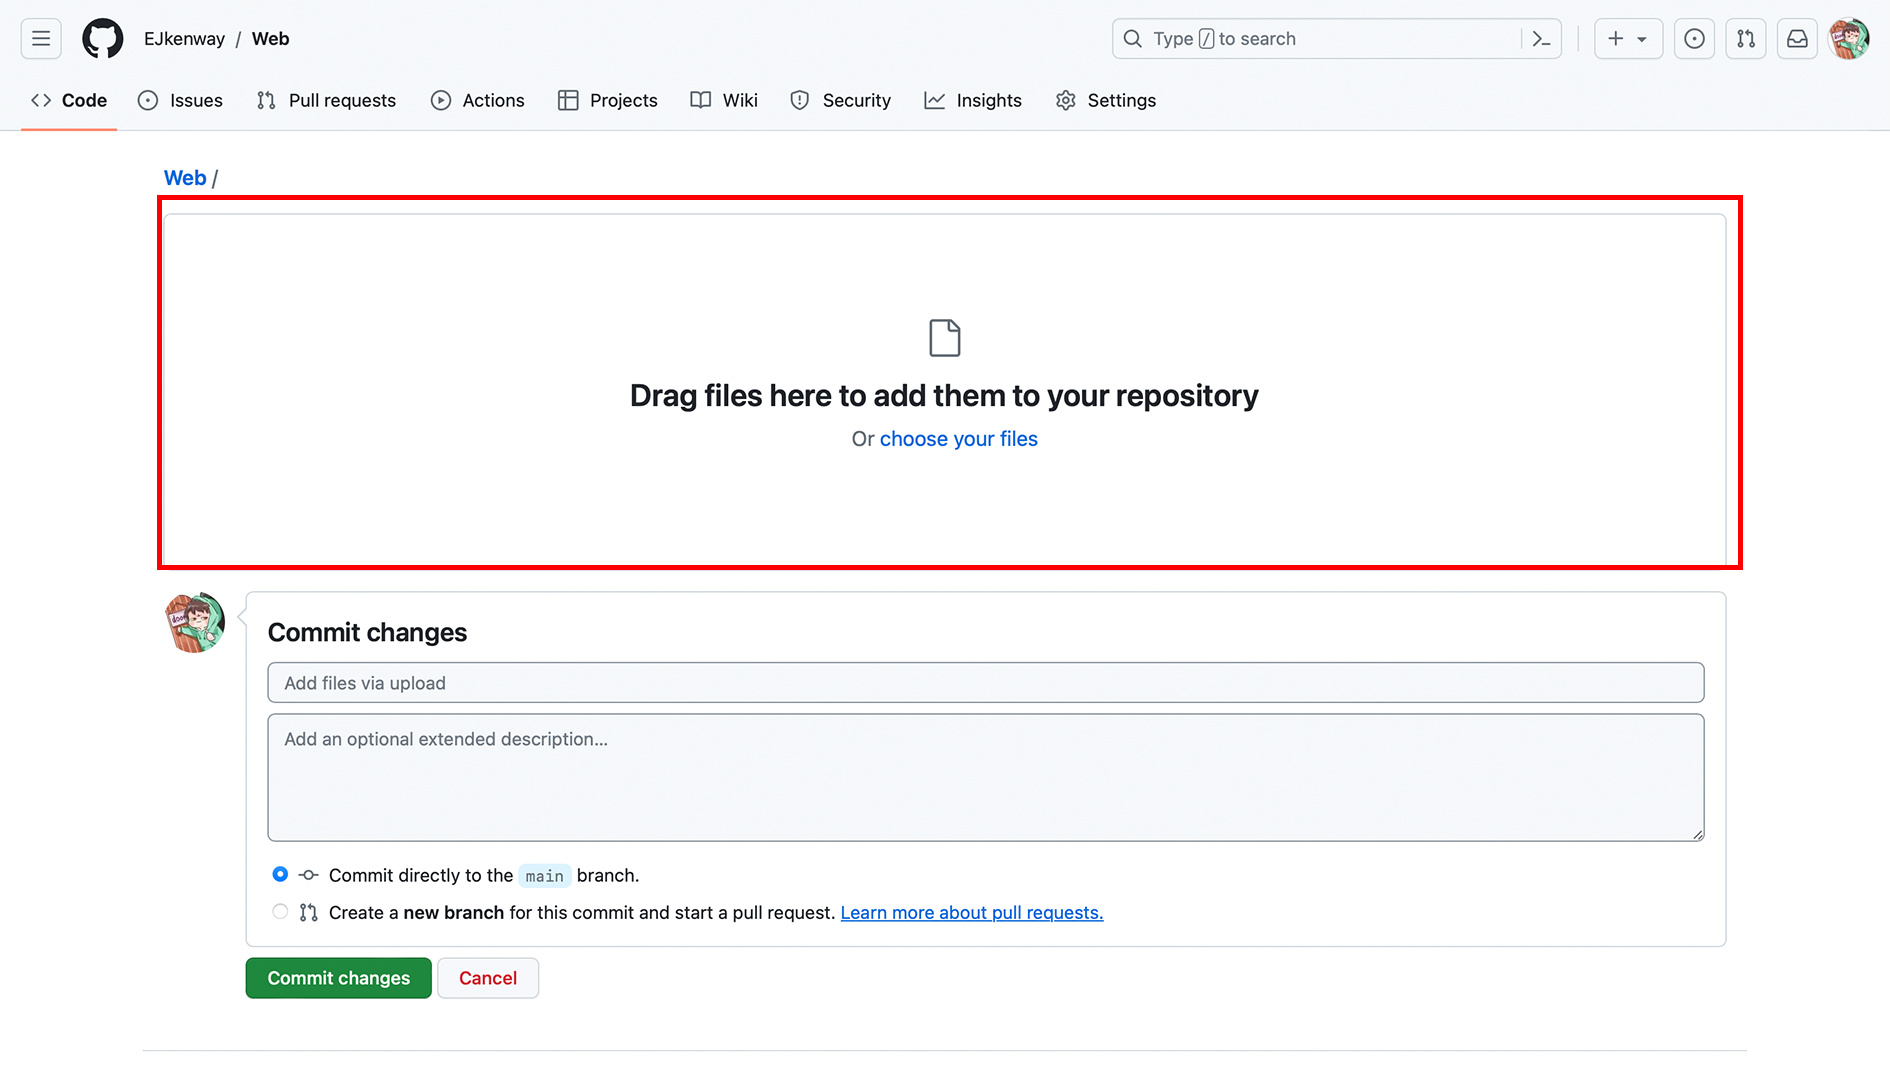 EJkenway / Web
Type / to search
Code Issues Pull requests Actions Projects Wiki Security Insights Settings
Web /
Drag files here to add them to your repository
Or choose your files
Commit changes
Add files via upload
Add an optional extended description...
Commit directly to the main branch.
Create a new branch for this commit and start a pull request. Learn more about pull requests.
Commit changes Cancel